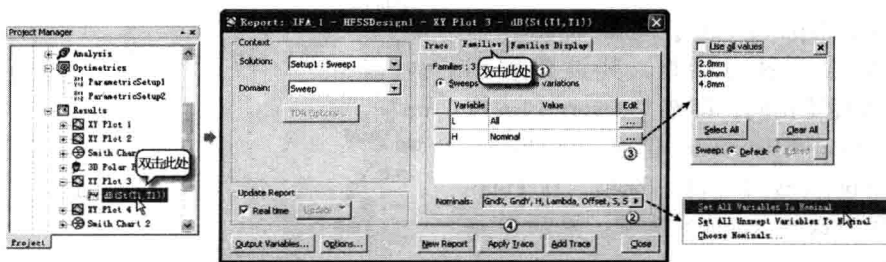 Project Manager
Analysis
Optimetrics
ParametricSetup1
ParametricSetup2
Results
XY Plot 1
XY Plot 2
Smith Char
3D Polar P
双击此处
XY Plot 3
dB(St(T1,T1))
XY Plot 4
Smith Chart 2
Project
Report: IFA_1 - HFSSDesign1 - XY Plot 3 - dB(St(T1,T1))
Context
Solution: Setup1 : Sweep1
Domain: Sweep
TDR Options...
Update Report
Real time Update
Output Variables... Options...
Trace Families Families Display
Families : 3
双击此处 ①
Sweeps variations
Variable Value Edit
L All ...
H Nominal ...
③
Nominals: GndX, GndY, H, Lambda, Offset, S, S
④ ②
New Report Apply Trace Add Trace Close
Use all values
2.8mm
3.8mm
4.8mm
Select All Clear All
Sweep: Default Edited
Set All Variables To Nominal
Set All Unswept Variables To Nominal
Choose Nominals...